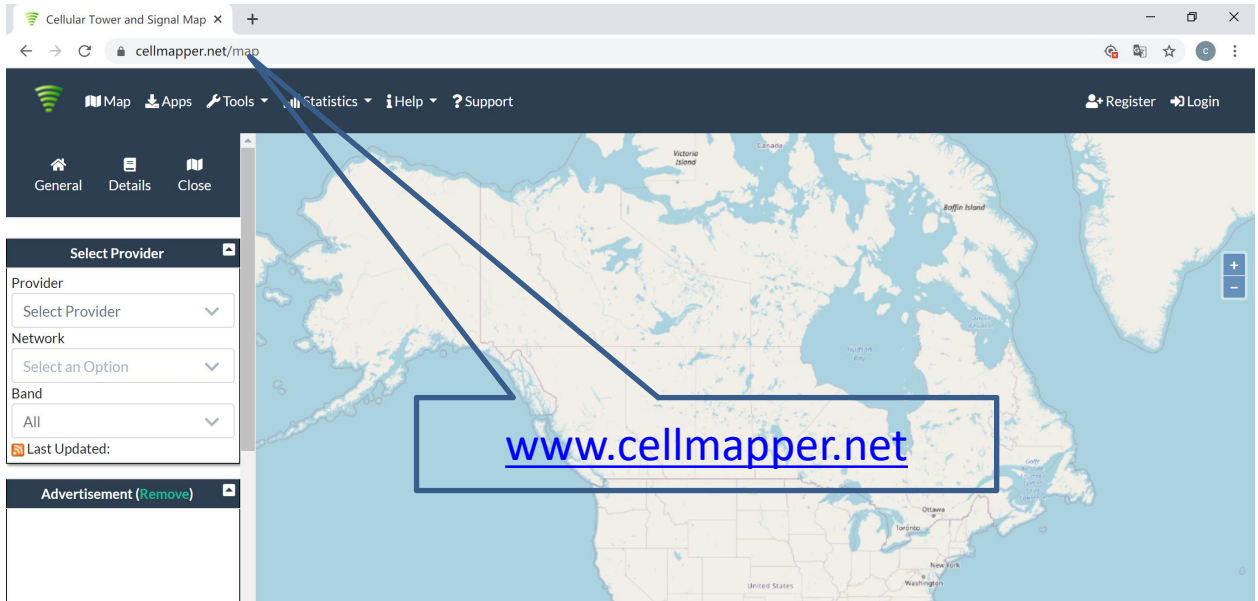 Cellular Tower and Signal Map
cellmapper.net/map
C
Map Apps Tools Statistics Help ? Support Register Login
General Details Close
Select Provider
Provider
Select Provider
Network
Select an Option
Band
All
Last Updated:
Advertisement (Remove)
Victoria
Island
Canada
Baffin Island
Hudson
Bay
www.cellmapper.net
Ottawa
Toronto
New York
Washington
United States
+
−